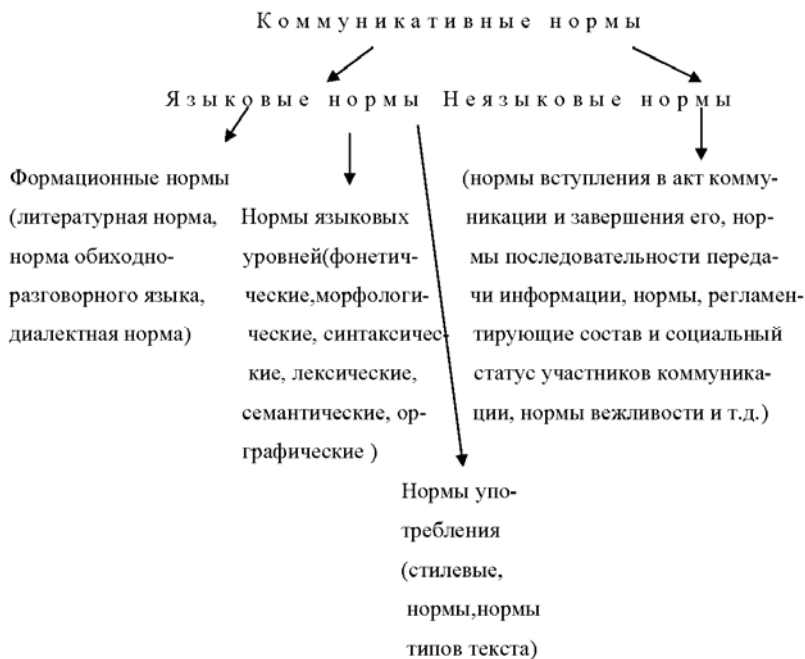 Коммуникативные нормы
Языковые нормы Неязыковые нормы
Формационные нормы
(литературная норма,
норма обиходно-
разговорного языка,
диалектная норма)
Нормы языковых
уровней(фонетич-
ческие,морфологи-
ческие, синтаксичес-
кие, лексические,
семантические, ор-
графические )
(нормы вступления в акт комму-
никации и завершения его, нор-
мы последовательности переда-
чи информации, нормы, регламен-
тирующие состав и социальный
статус участников коммуника-
ции, нормы вежливости и т.д.)
Нормы упо-
требления
(стилевые,
нормы,нормы
типов текста)